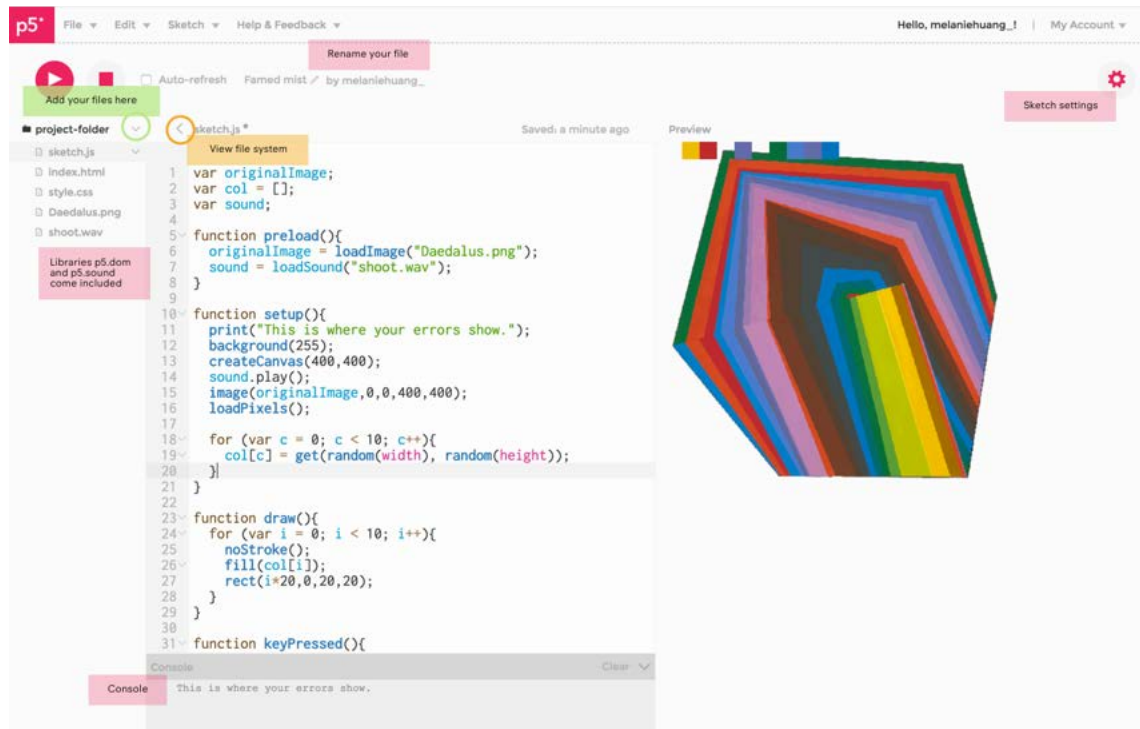 p5* File Edit Sketch Help & Feedback Hello, melaniehuang_! | My Account
Rename your file
Auto-refresh Famed mist by melaniehuang_
Add your files here
Sketch settings
project-folder
sketch.js
index.html
style.css
Daedalus.png
shoot.wav
Libraries p5.dom
and p5.sound
come included
sketch.js* Saved: a minute ago
View file system
1 var originalImage;
2 var col = [];
3 var sound;
4
5 function preload(){
6 originalImage = loadImage("Daedalus.png");
7 sound = loadSound("shoot.wav");
8 }
9
10 function setup(){
11 print("This is where your errors show.");
12 background(255);
13 createCanvas(400,400);
14 sound.play();
15 image(originalImage,0,0,400,400);
16 loadPixels();
17
18 for (var c = 0; c < 10; c++){
19 col[c] = get(random(width), random(height));
20 }
21 }
22
23 function draw(){
24 for (var i = 0; i < 10; i++){
25 noStroke();
26 fill(col[i]);
27 rect(i*20,0,20,20);
28 }
29 }
30
31 function keyPressed(){
Preview
Console Clear
Console
This is where your errors show.